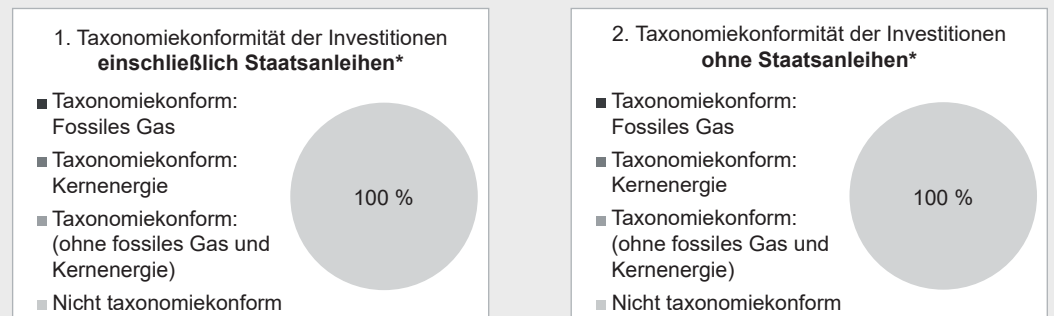 1. Taxonomiekonformität der Investitionen
einschließlich Staatsanleihen*
Taxonomiekonform:
Fossiles Gas
Taxonomiekonform:
Kernenergie
Taxonomiekonform:
(ohne fossiles Gas und
Kernenergie)
Nicht taxonomiekonform
100 %
2. Taxonomiekonformität der Investitionen
ohne Staatsanleihen*
Taxonomiekonform:
Fossiles Gas
Taxonomiekonform:
Kernenergie
Taxonomiekonform:
(ohne fossiles Gas und
Kernenergie)
Nicht taxonomiekonform
100 %